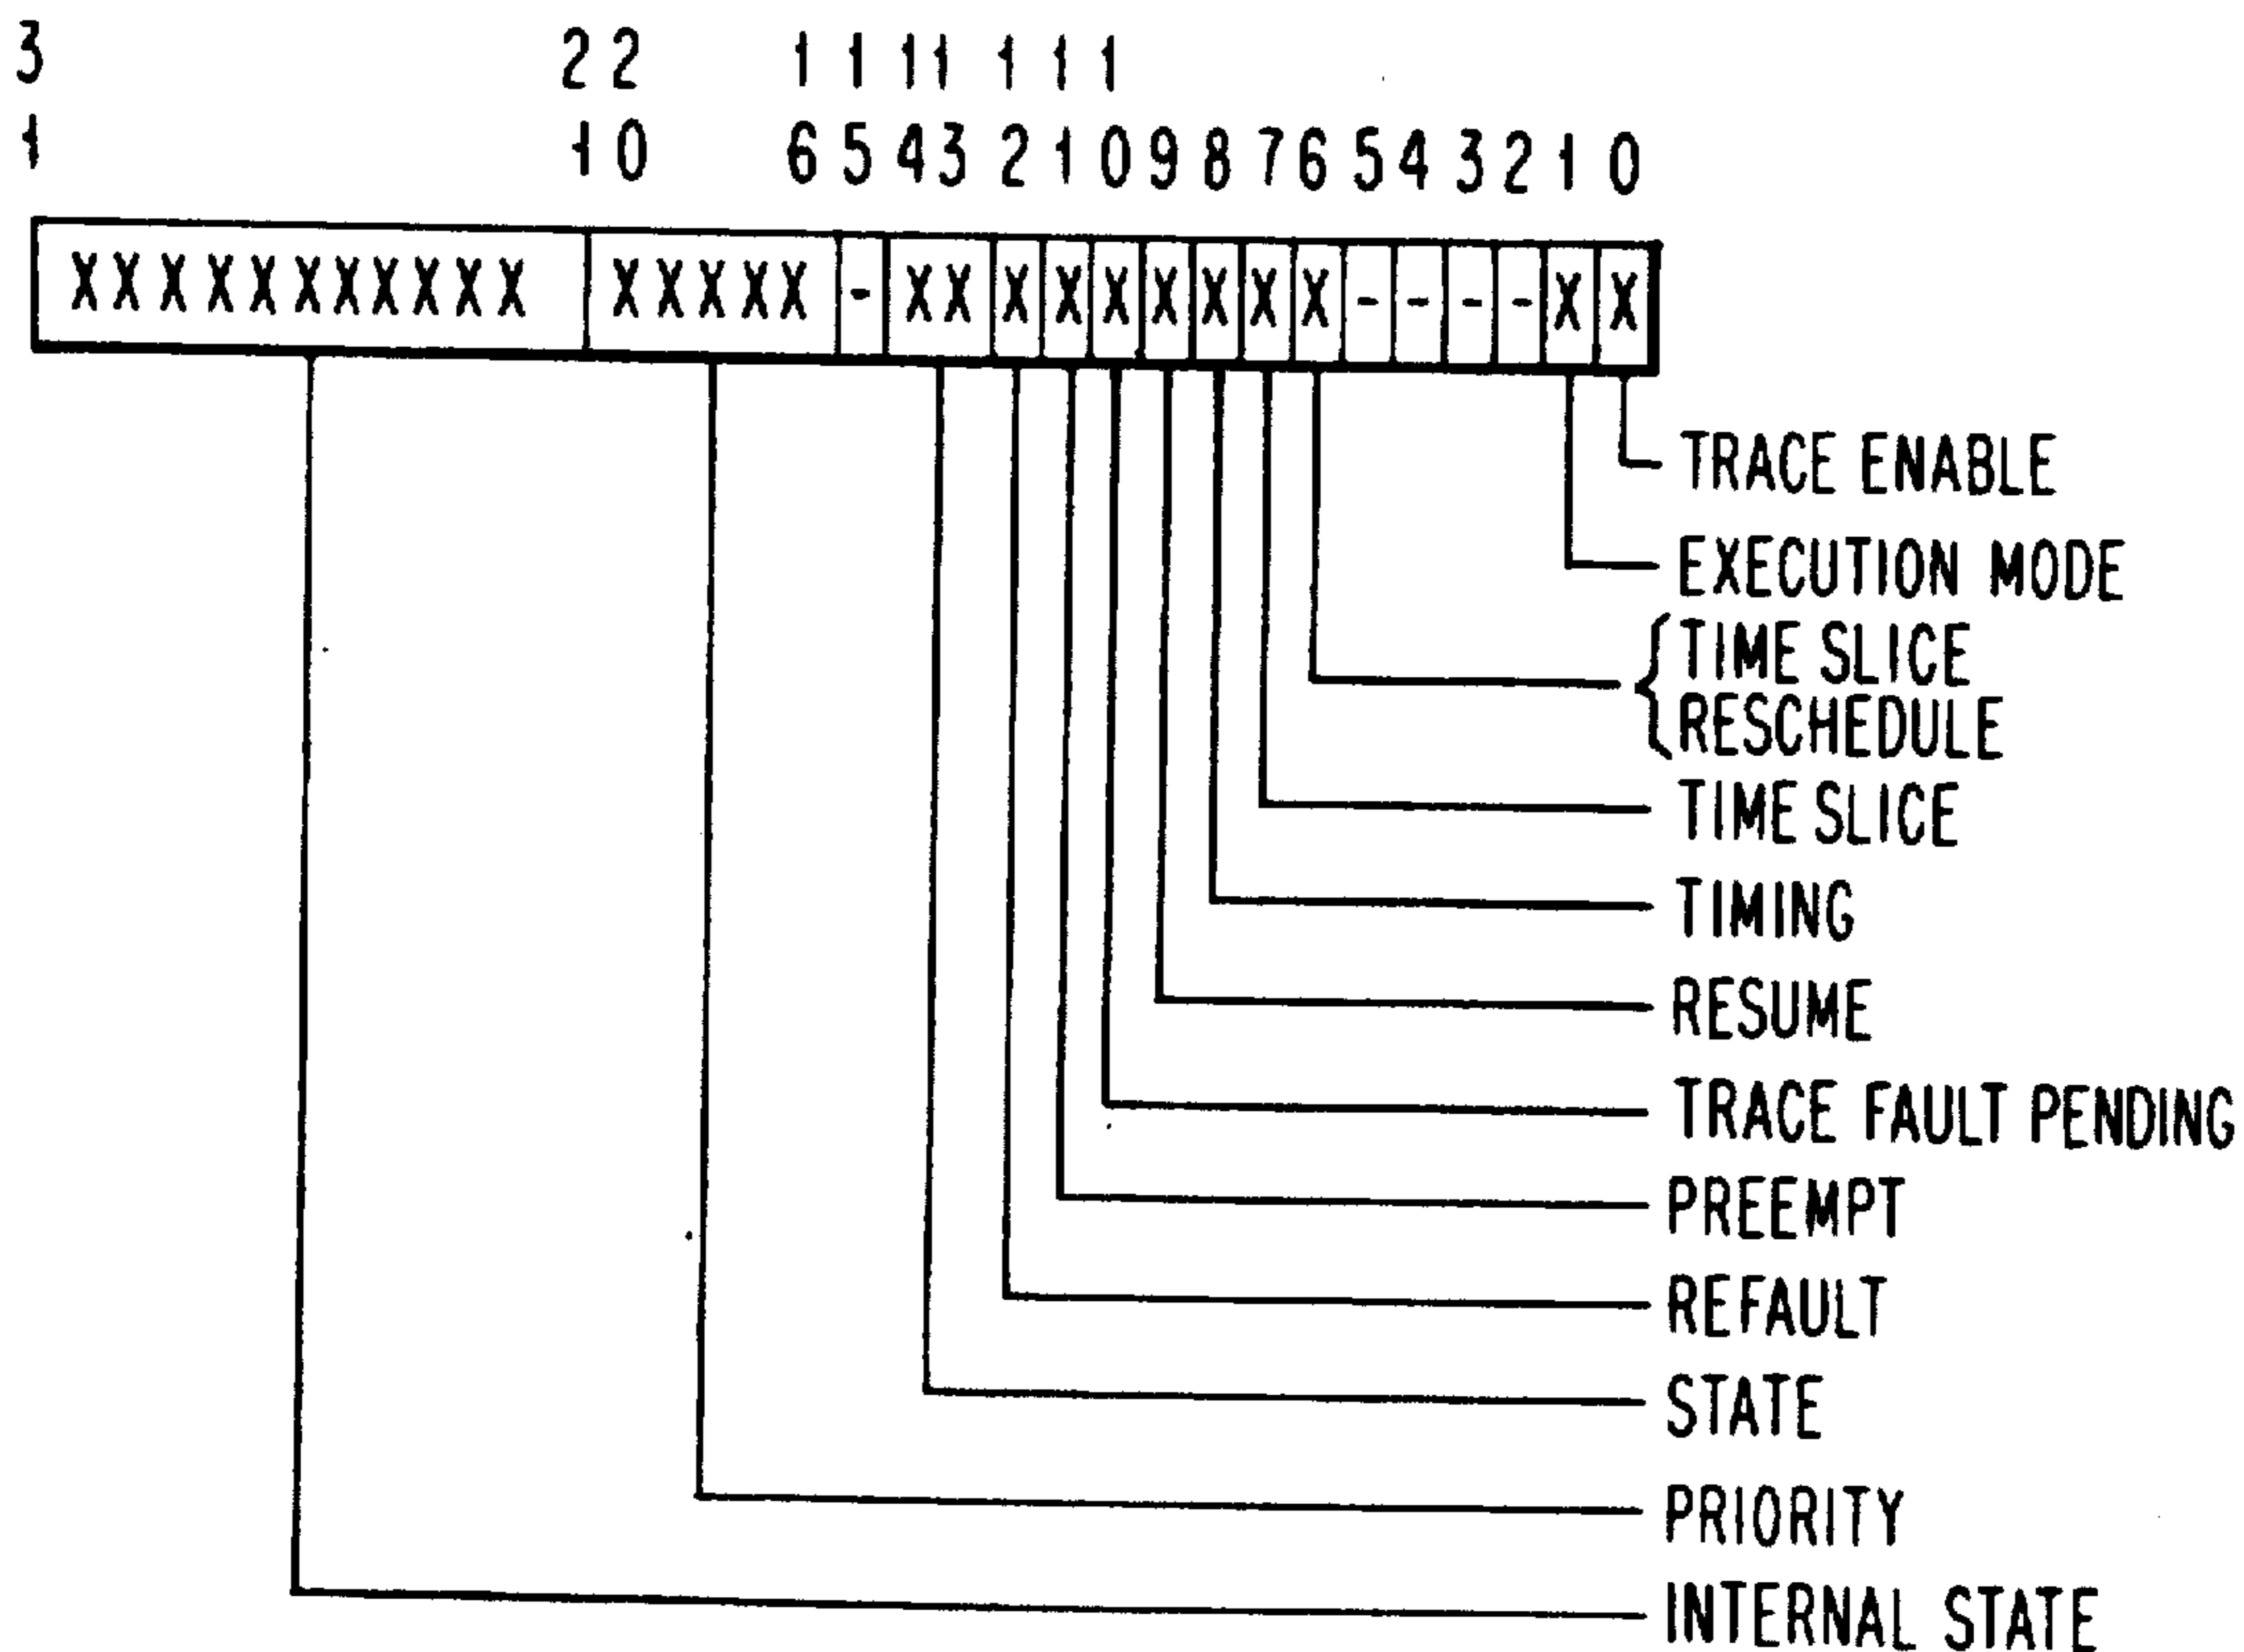 3 2 2 1 1 1 1 1 1 1
1 1 0 6 5 4 3 2 1 0 9 8 7 6 5 4 3 2 1 0
X X X X X X X X X X X X X X X X - X X X X X X X X X - - - - X X
TRACE ENABLE
EXECUTION MODE
TIME SLICE
RESCHEDULE
TIME SLICE
TIMING
RESUME
TRACE FAULT PENDING
PREEMPT
REFAULT
STATE
PRIORITY
INTERNAL STATE